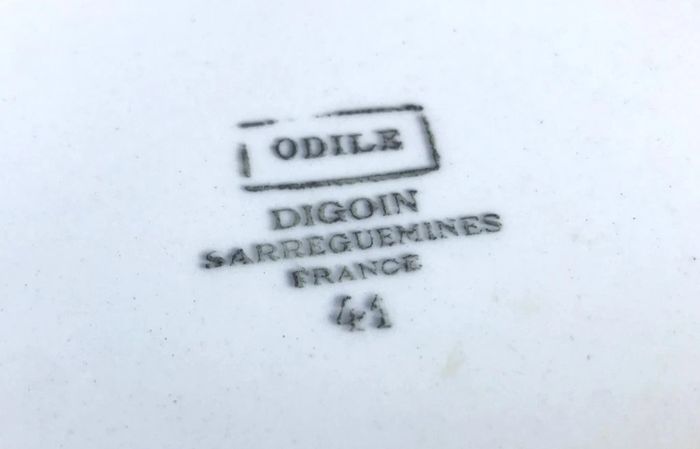 ODILE
DIGOIN
SARREGUEMINES
FRANCE
41